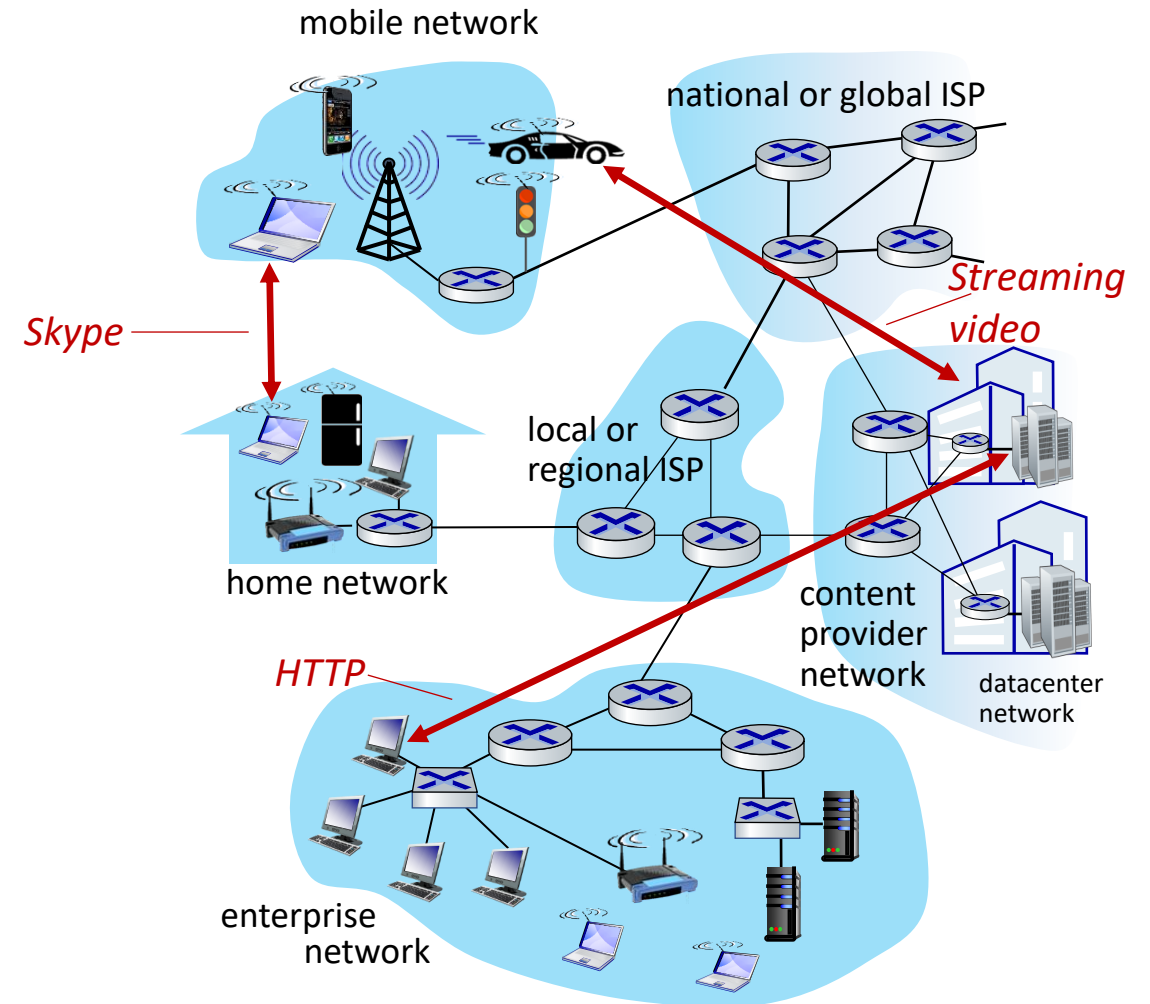 mobile network
national or global ISP
Streaming
video
Skype
local or
regional ISP
home network
content
provider
network
datacenter
network
HTTP
enterprise
network